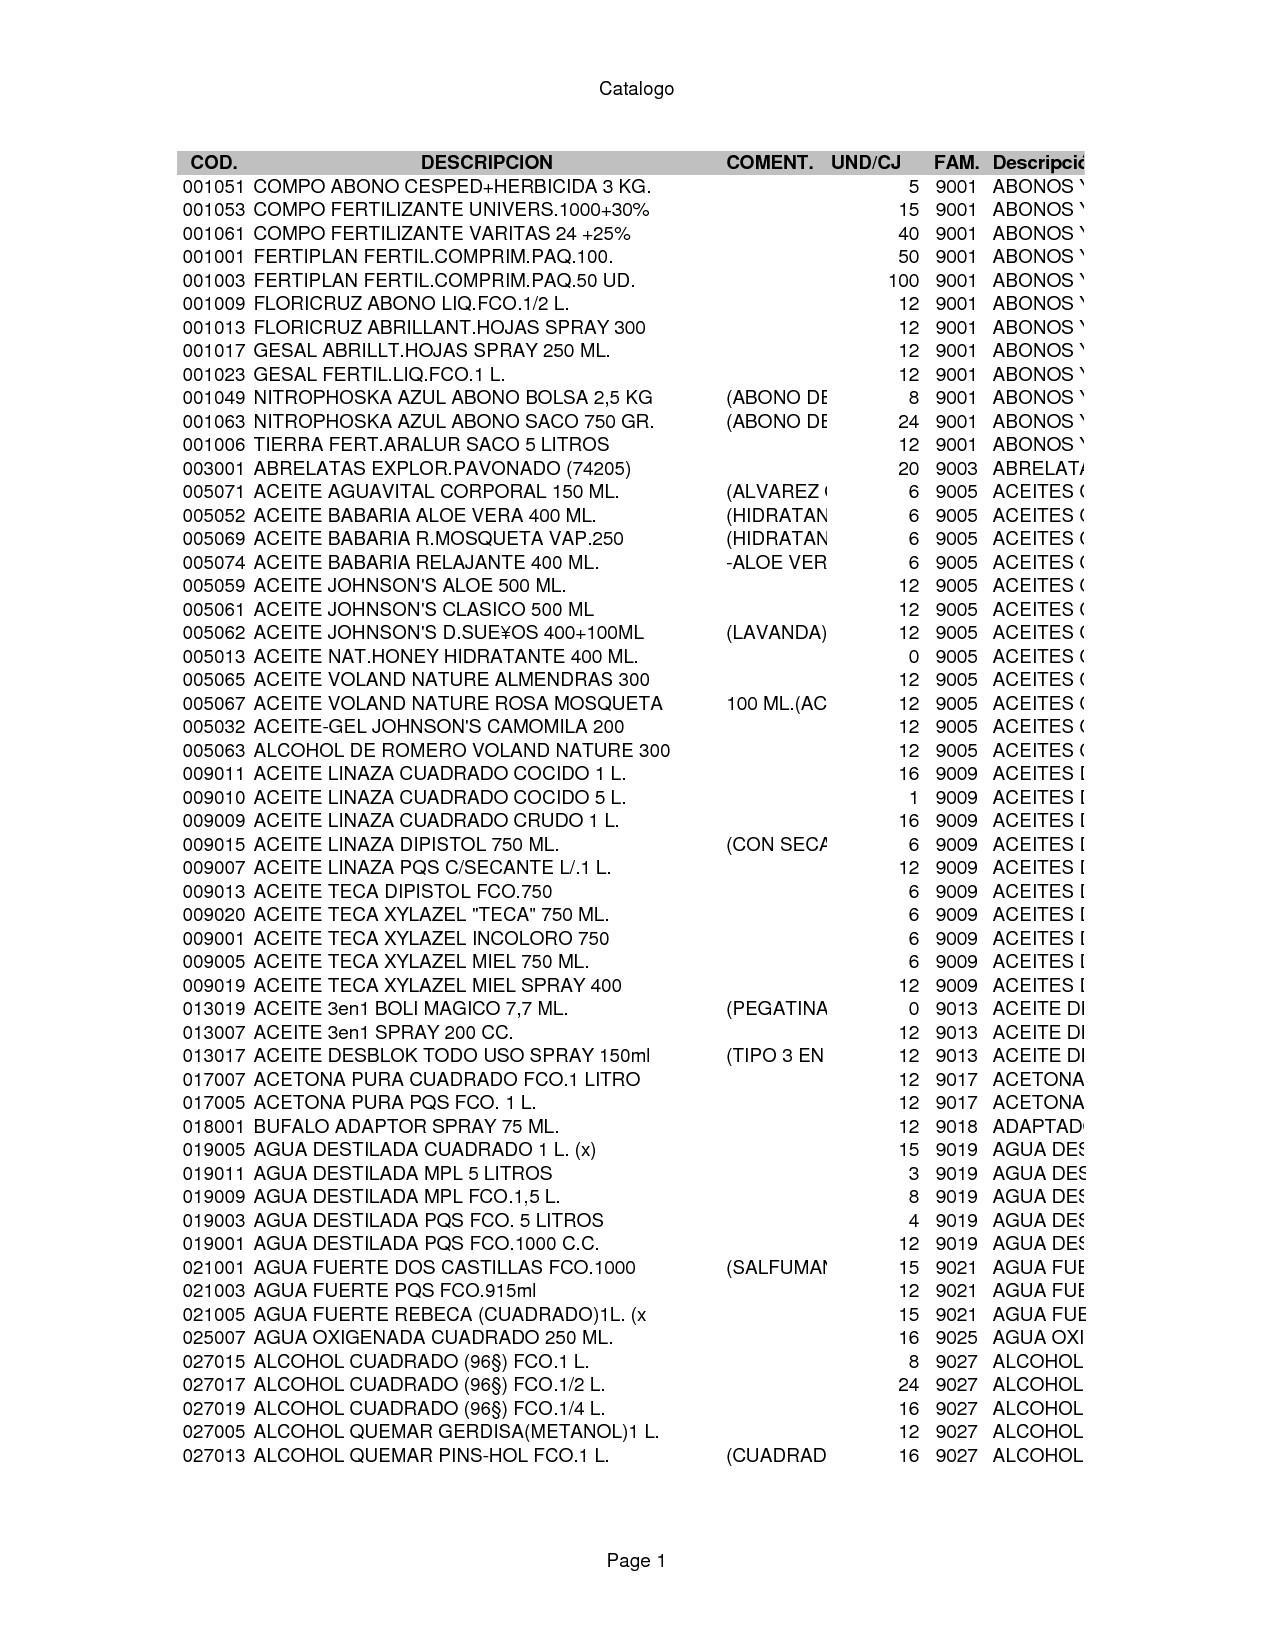 Catalogo
COD. DESCRIPCION COMENT. UND/CJ FAM. Descripció
001051 COMPO ABONO CESPED+HERBICIDA 3 KG. 5 9001 ABONOS Y
001053 COMPO FERTILIZANTE UNIVERS.1000+30% 15 9001 ABONOS Y
001061 COMPO FERTILIZANTE VARITAS 24 +25% 40 9001 ABONOS Y
001001 FERTIPLAN FERTIL.COMPRIM.PAQ.100. 50 9001 ABONOS Y
001003 FERTIPLAN FERTIL.COMPRIM.PAQ.50 UD. 100 9001 ABONOS Y
001009 FLORICRUZ ABONO LIQ.FCO.1/2 L. 12 9001 ABONOS Y
001013 FLORICRUZ ABRILLANT.HOJAS SPRAY 300 12 9001 ABONOS Y
001017 GESAL ABRILLT.HOJAS SPRAY 250 ML. 12 9001 ABONOS Y
001023 GESAL FERTIL.LIQ.FCO.1 L. 12 9001 ABONOS Y
001049 NITROPHOSKA AZUL ABONO BOLSA 2,5 KG (ABONO DE 8 9001 ABONOS Y
001063 NITROPHOSKA AZUL ABONO SACO 750 GR. (ABONO DE 24 9001 ABONOS Y
001006 TIERRA FERT.ARALUR SACO 5 LITROS 12 9001 ABONOS Y
003001 ABRELATAS EXPLOR.PAVONADO (74205) 20 9003 ABRELATA
005071 ACEITE AGUAVITAL CORPORAL 150 ML. (ALVAREZ 6 9005 ACEITES C
005052 ACEITE BABARIA ALOE VERA 400 ML. (HIDRATAN 6 9005 ACEITES C
005069 ACEITE BABARIA R.MOSQUETA VAP.250 (HIDRATAN 6 9005 ACEITES C
005074 ACEITE BABARIA RELAJANTE 400 ML. -ALOE VER 6 9005 ACEITES C
005059 ACEITE JOHNSON'S ALOE 500 ML. 12 9005 ACEITES C
005061 ACEITE JOHNSON'S CLASICO 500 ML 12 9005 ACEITES C
005062 ACEITE JOHNSON'S D.SUE¥OS 400+100ML (LAVANDA) 12 9005 ACEITES C
005013 ACEITE NAT.HONEY HIDRATANTE 400 ML. 0 9005 ACEITES C
005065 ACEITE VOLAND NATURE ALMENDRAS 300 12 9005 ACEITES C
005067 ACEITE VOLAND NATURE ROSA MOSQUETA 100 ML.(AC 12 9005 ACEITES C
005032 ACEITE-GEL JOHNSON'S CAMOMILA 200 12 9005 ACEITES C
005063 ALCOHOL DE ROMERO VOLAND NATURE 300 12 9005 ACEITES C
009011 ACEITE LINAZA CUADRADO COCIDO 1 L. 16 9009 ACEITES D
009010 ACEITE LINAZA CUADRADO COCIDO 5 L. 1 9009 ACEITES D
009009 ACEITE LINAZA CUADRADO CRUDO 1 L. 16 9009 ACEITES D
009015 ACEITE LINAZA DIPISTOL 750 ML. (CON SECA 6 9009 ACEITES D
009007 ACEITE LINAZA PQS C/SECANTE L/.1 L. 12 9009 ACEITES D
009013 ACEITE TECA DIPISTOL FCO.750 6 9009 ACEITES D
009020 ACEITE TECA XYLAZEL "TECA" 750 ML. 6 9009 ACEITES D
009001 ACEITE TECA XYLAZEL INCOLORO 750 6 9009 ACEITES D
009005 ACEITE TECA XYLAZEL MIEL 750 ML. 6 9009 ACEITES D
009019 ACEITE TECA XYLAZEL MIEL SPRAY 400 12 9009 ACEITES D
013019 ACEITE 3en1 BOLI MAGICO 7,7 ML. (PEGATINA 0 9013 ACEITE DE
013007 ACEITE 3en1 SPRAY 200 CC. 12 9013 ACEITE DE
013017 ACEITE DESBLOK TODO USO SPRAY 150ml (TIPO 3 EN 12 9013 ACEITE DE
017007 ACETONA PURA CUADRADO FCO.1 LITRO 12 9017 ACETONA
017005 ACETONA PURA PQS FCO. 1 L. 12 9017 ACETONA
018001 BUFALO ADAPTOR SPRAY 75 ML. 12 9018 ADAPTADO
019005 AGUA DESTILADA CUADRADO 1 L. (x) 15 9019 AGUA DES
019011 AGUA DESTILADA MPL 5 LITROS 3 9019 AGUA DES
019009 AGUA DESTILADA MPL FCO.1,5 L. 8 9019 AGUA DES
019003 AGUA DESTILADA PQS FCO. 5 LITROS 4 9019 AGUA DES
019001 AGUA DESTILADA PQS FCO.1000 C.C. 12 9019 AGUA DES
021001 AGUA FUERTE DOS CASTILLAS FCO.1000 (SALFUMAN 15 9021 AGUA FUE
021003 AGUA FUERTE PQS FCO.915ml 12 9021 AGUA FUE
021005 AGUA FUERTE REBECA (CUADRADO)1L. (x 15 9021 AGUA FUE
025007 AGUA OXIGENADA CUADRADO 250 ML. 16 9025 AGUA OXI
027015 ALCOHOL CUADRADO (96§) FCO.1 L. 8 9027 ALCOHOL
027017 ALCOHOL CUADRADO (96§) FCO.1/2 L. 24 9027 ALCOHOL
027019 ALCOHOL CUADRADO (96§) FCO.1/4 L. 16 9027 ALCOHOL
027005 ALCOHOL QUEMAR GERDISA(METANOL)1 L. 12 9027 ALCOHOL
027013 ALCOHOL QUEMAR PINS-HOL FCO.1 L. (CUADRAD 16 9027 ALCOHOL
Page 1